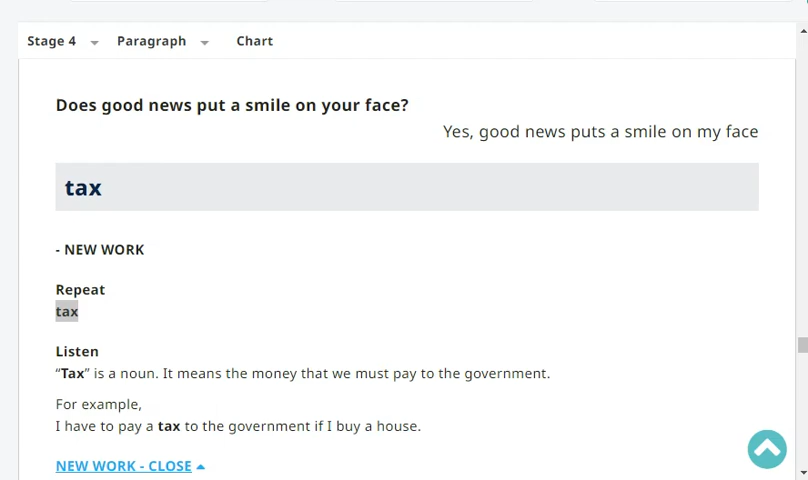 Stage 4 Paragraph Chart
Does good news put a smile on your face?
Yes, good news puts a smile on my face
tax
- NEW WORK
Repeat
tax
Listen
“Tax” is a noun. It means the money that we must pay to the government.
For example,
I have to pay a tax to the government if I buy a house.
NEW WORK - CLOSE